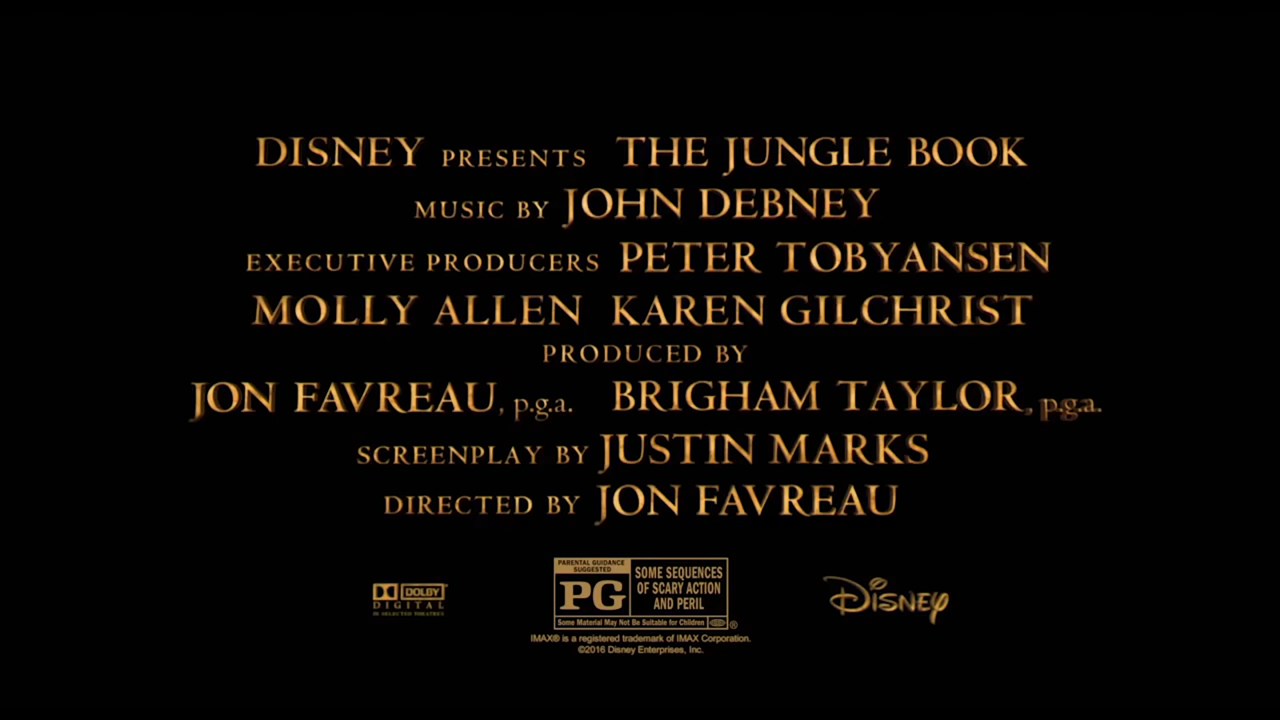 DISNEY PRESENTS THE JUNGLE BOOK
MUSIC BY JOHN DEBNEY
EXECUTIVE PRODUCERS PETER TOBYANSEN
MOLLY ALLEN KAREN GILCHRIST
PRODUCED BY
JON FAVREAU, p.g.a. BRIGHAM TAYLOR, p.g.a.
SCREENPLAY BY JUSTIN MARKS
DIRECTED BY JON FAVREAU
DOLBY
DIGITAL
IN SELECTED THEATRES
PARENTAL GUIDANCE
SUGGESTED
PG
SOME SEQUENCES
OF SCARY ACTION
AND PERIL
Some Material May Not Be Suitable for Children ®
DISNEY
IMAX® is a registered trademark of IMAX Corporation.
©2016 Disney Enterprises, Inc.